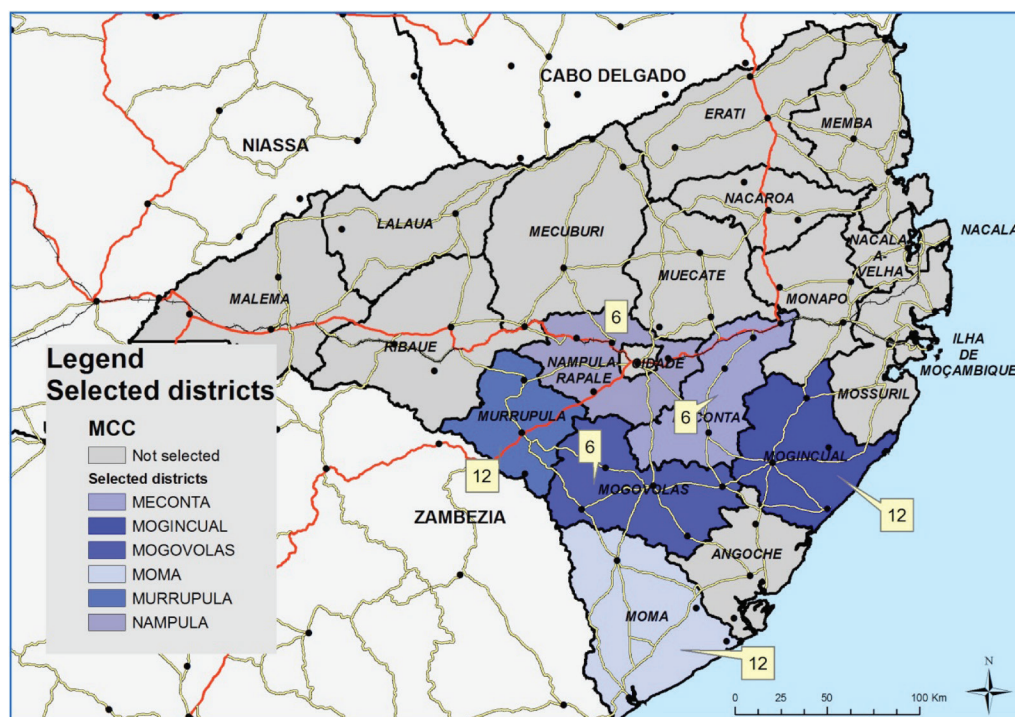 CABO DELGADO
ERATI
MEMBA
NIASSA
NACAROA
LALAUA
MECUBURI
NACALA
NACALA
A-
VELHA
MUECATE
MONAPO
MALEMA
6
ILHA
DE
MOÇAMBIQUE
RIBAUE
NAMPULA
RAPALE
CIDADE
MOSSURIL
MURRUPULA
6
CONTA
6
MOGINCUAL
12
MOGOVOLAS
12
ZAMBEZIA
ANGOCHE
MOMA
12
Legend
Selected districts
MCC
Not selected
Selected districts
MECONTA
MOGINCUAL
MOGOVOLAS
MOMA
MURRUPULA
NAMPULA
N
0 25 50 100 Km